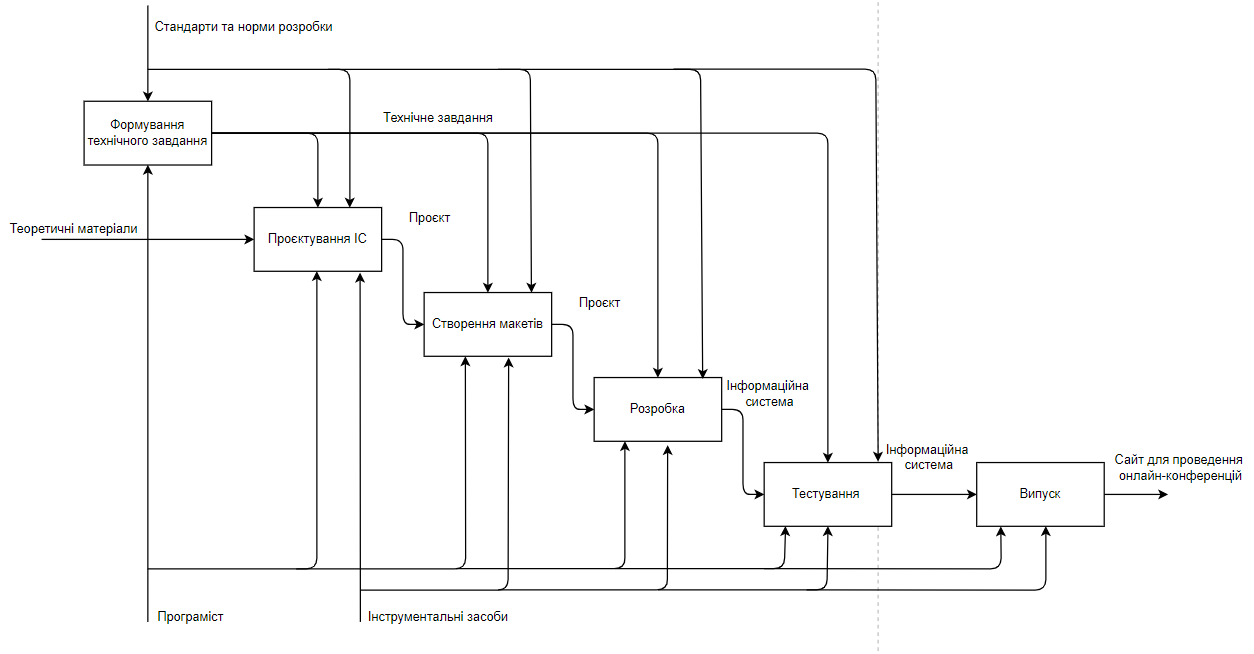 Стандарти та норми розробки
Формування
технічного завдання
Технічне завдання
Теоретичні матеріали
Проєктування ІС
Проєкт
Створення макетів
Проєкт
Розробка
Інформаційна
система
Тестування
Інформаційна
система
Випуск
Сайт для проведення
онлайн-конференцій
Програміст
Інструментальні засоби